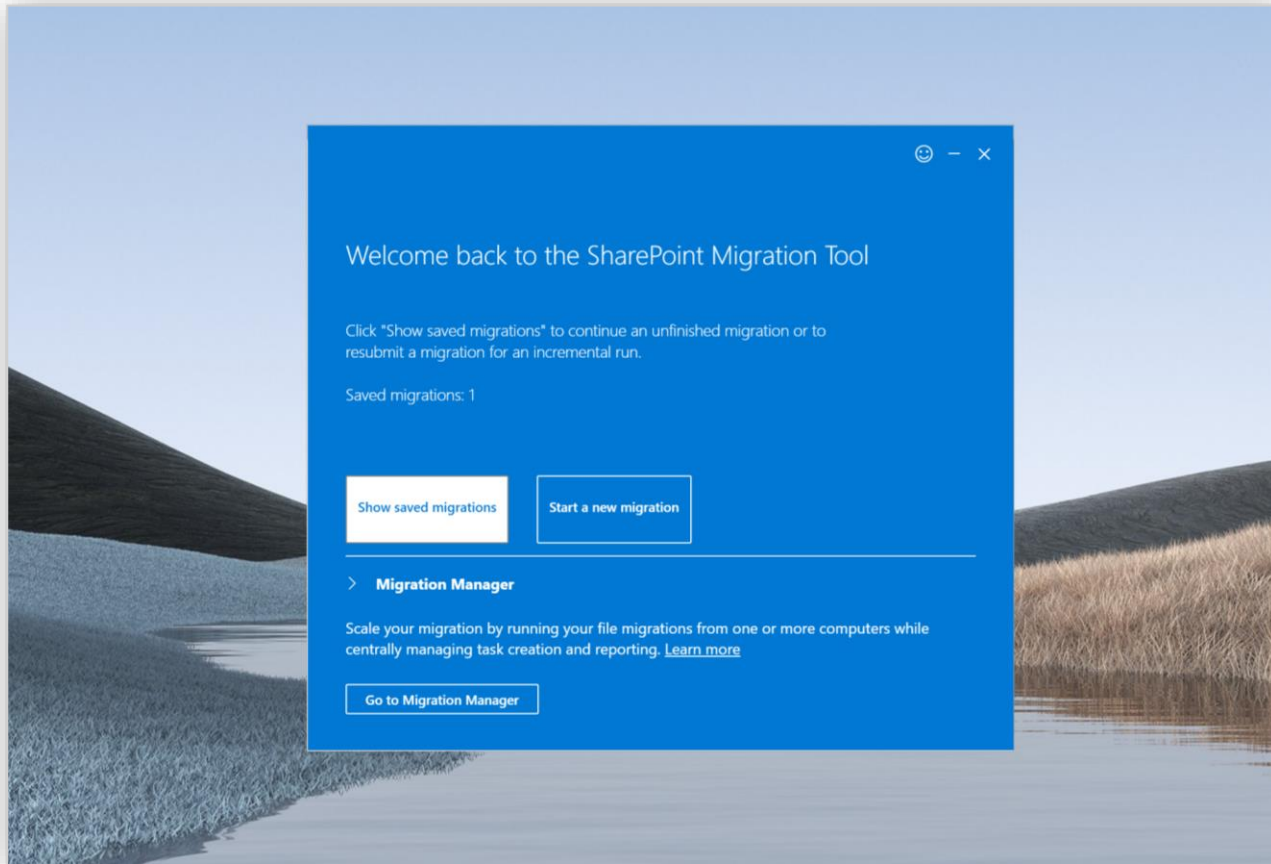 Welcome back to the SharePoint Migration Tool
Click "Show saved migrations" to continue an unfinished migration or to
resubmit a migration for an incremental run.
Saved migrations: 1
Show saved migrations
Start a new migration
Migration Manager
Scale your migration by running your file migrations from one or more computers while
centrally managing task creation and reporting. Learn more
Go to Migration Manager